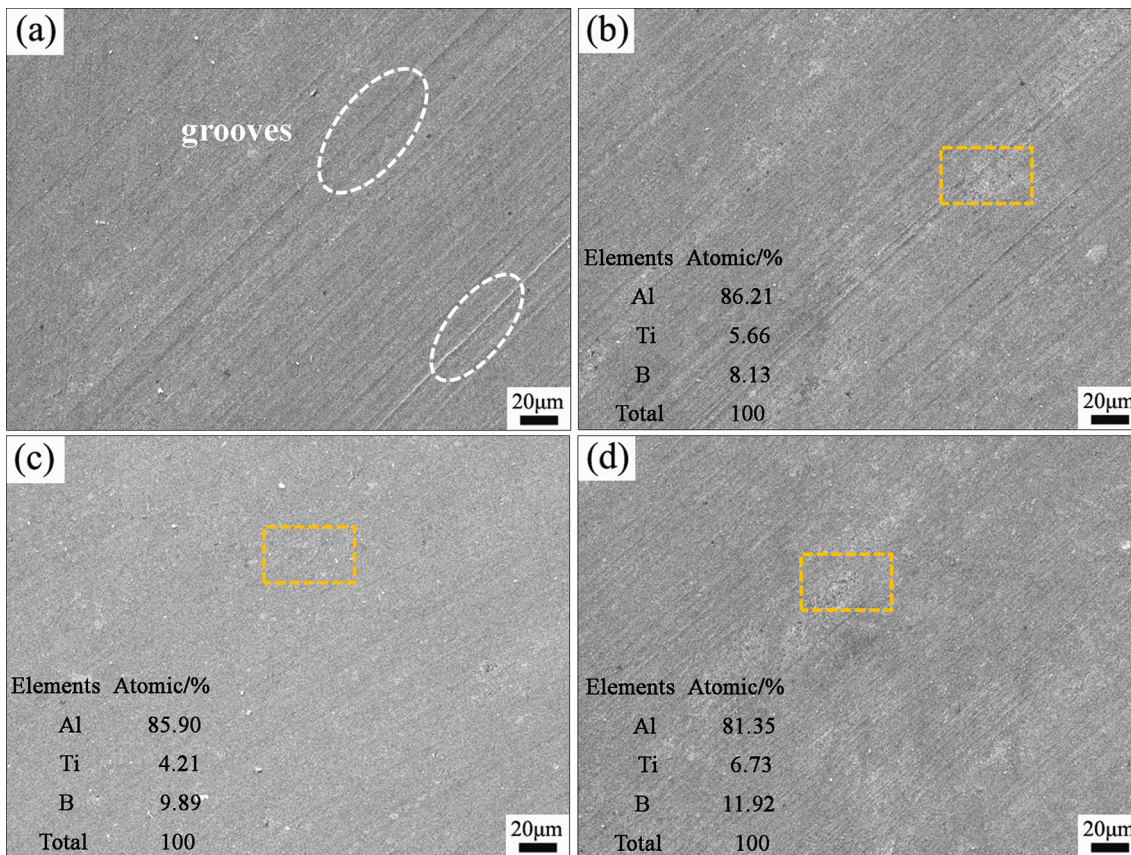 (a)
grooves
20μm
(b)
Elements Atomic/%
Al 86.21
Ti 5.66
B 8.13
Total 100
20μm
(c)
Elements Atomic/%
Al 85.90
Ti 4.21
B 9.89
Total 100
20μm
(d)
Elements Atomic/%
Al 81.35
Ti 6.73
B 11.92
Total 100
20μm